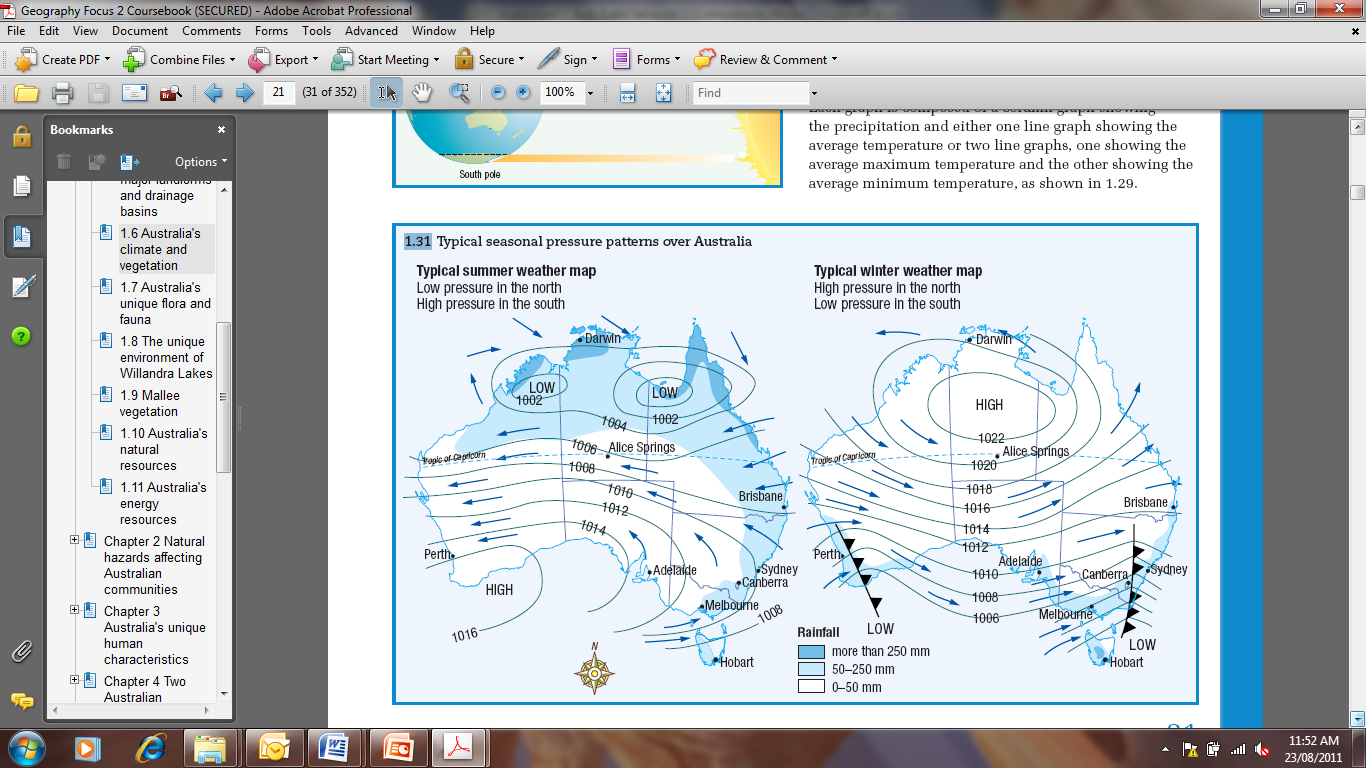 Geography Focus 2 Coursebook (SECURED) - Adobe Acrobat Professional
File Edit View Document Comments Forms Tools Advanced Window Help
Create PDF Combine Files Export Start Meeting Secure Sign Forms Review & Comment
21 (31 of 352) 100% Find
Bookmarks
Options
major landforms
and drainage
basins
1.6 Australia's
climate and
vegetation
1.7 Australia's
unique flora and
fauna
1.8 The unique
environment of
Willandra Lakes
1.9 Mallee
vegetation
1.10 Australia's
natural
resources
1.11 Australia's
energy
resources
Chapter 2 Natural
hazards affecting
Australian
communities
Chapter 3
Australia's unique
human
characteristics
Chapter 4 Two
Australian
South pole
Each graph is composed of a column graph showing
the precipitation and either one line graph showing the
average temperature or two line graphs, one showing the
average maximum temperature and the other showing the
average minimum temperature, as shown in 1.29.
1.31 Typical seasonal pressure patterns over Australia
Typical summer weather map
Low pressure in the north
High pressure in the south
Darwin
LOW
1002
LOW
1002
1004
1006
Alice Springs
Tropic of Capricorn
1008
1010
1012
1014
Brisbane
Perth
HIGH
Adelaide
Sydney
Canberra
Melbourne
1008
1016
N
Hobart
Typical winter weather map
High pressure in the north
Low pressure in the south
Darwin
HIGH
1022
Alice Springs
Tropic of Capricorn
1020
1018
1016
1014
1012
1010
1008
1006
Brisbane
Perth
Adelaide
Canberra
Sydney
Melbourne
LOW
LOW
Hobart
Rainfall
more than 250 mm
50–250 mm
0–50 mm
11:52 AM
23/08/2011